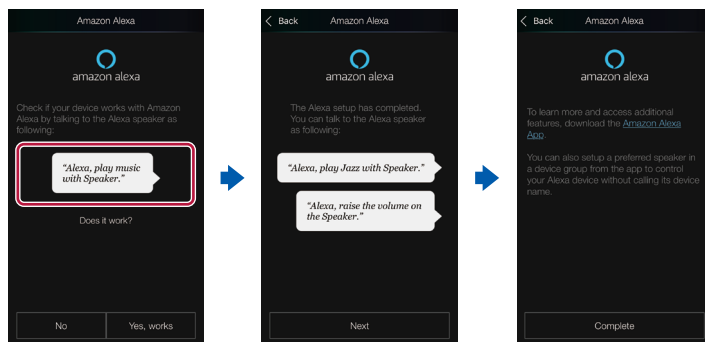 Amazon Alexa
amazon alexa
Check if your device works with Amazon
Alexa by talking to the Alexa speaker as
following:
“Alexa, play music
with Speaker.”
Does it work?
No
Yes, works
Back
Amazon Alexa
amazon alexa
The Alexa setup has completed.
You can talk to the Alexa speaker
as following:
“Alexa, play Jazz with Speaker.”
“Alexa, raise the volume on
the Speaker.”
Next
Back
Amazon Alexa
amazon alexa
To learn more and access additional
features, download the Amazon Alexa
App.
You can also setup a preferred speaker in
a device group from the app to control
your Alexa device without calling its device
name.
Complete